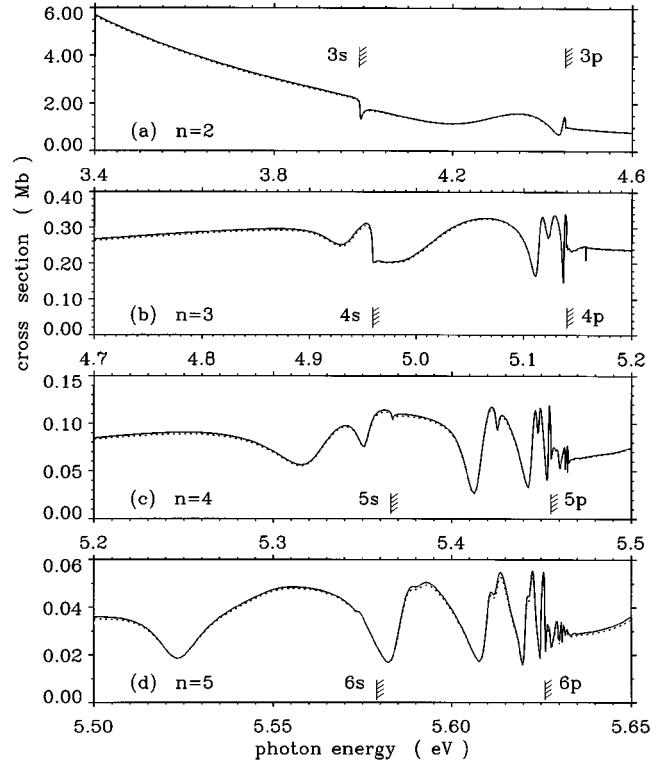 cross section ( Mb )
6.00
4.00
2.00
0.00
3s
3p
(a) n=2
3.4 3.8 4.2 4.6
0.30
0.20
0.10
0.00
(b) n=3
4s
4p
4.7 4.8 4.9 5.0 5.1 5.2
0.15
0.10
0.05
0.00
(c) n=4
5s
5p
5.2 5.3 5.4 5.5
0.06
0.04
0.02
0.00
(d) n=5
6s
6p
5.50 5.55 5.60 5.65
photon energy ( eV )